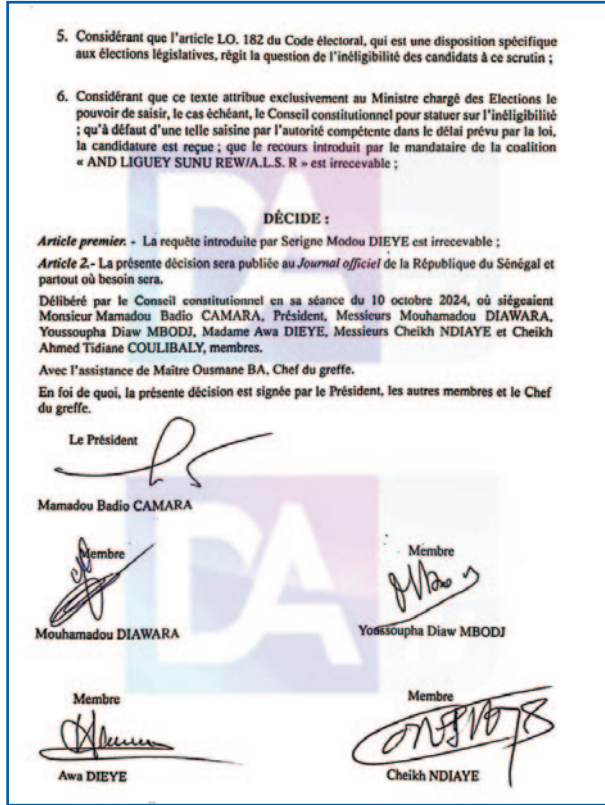 5. Considérant que l'article LO. 182 du Code électoral, qui est une disposition spécifique
aux élections législatives, régit la question de l'inéligibilité des candidats à ce scrutin ;
6. Considérant que ce texte attribue exclusivement au Ministre chargé des Elections le
pouvoir de saisir, le cas échéant, le Conseil constitutionnel pour statuer sur l'inéligibilité
; qu'à défaut d'une telle saisine par l'autorité compétente dans le délai prévu par la loi,
la candidature est reçue ; que le recours introduit par le mandataire de la coalition
« AND LIGUEY SUNU REW/A.L.S. R » est irrecevable ;
DÉCIDE :
Article premier. - La requête introduite par Serigne Modou DIEYE est irrecevable ;
Article 2.- La présente décision sera publiée au Journal officiel de la République du Sénégal et
partout où besoin sera.
Délibéré par le Conseil constitutionnel en sa séance du 10 octobre 2024, où siégeaient
Monsieur Mamadou Badio CAMARA, Président, Messieurs Mouhamadou DIAWARA,
Youssoupha Diaw MBODJ, Madame Awa DIEYE, Messieurs Cheikh NDIAYE et Cheikh
Ahmed Tidiane COULIBALY, membres.
Avec l'assistance de Maître Ousmane BA, Chef du greffe.
En foi de quoi, la présente décision est signée par le Président, les autres membres et le Chef
du greffe.
Le Président
Mamadou Badio CAMARA
Membre Membre
Mouhamadou DIAWARA Youssoupha Diaw MBODJ
Membre Membre
Awa DIEYE Cheikh NDIAYE
DA
DA